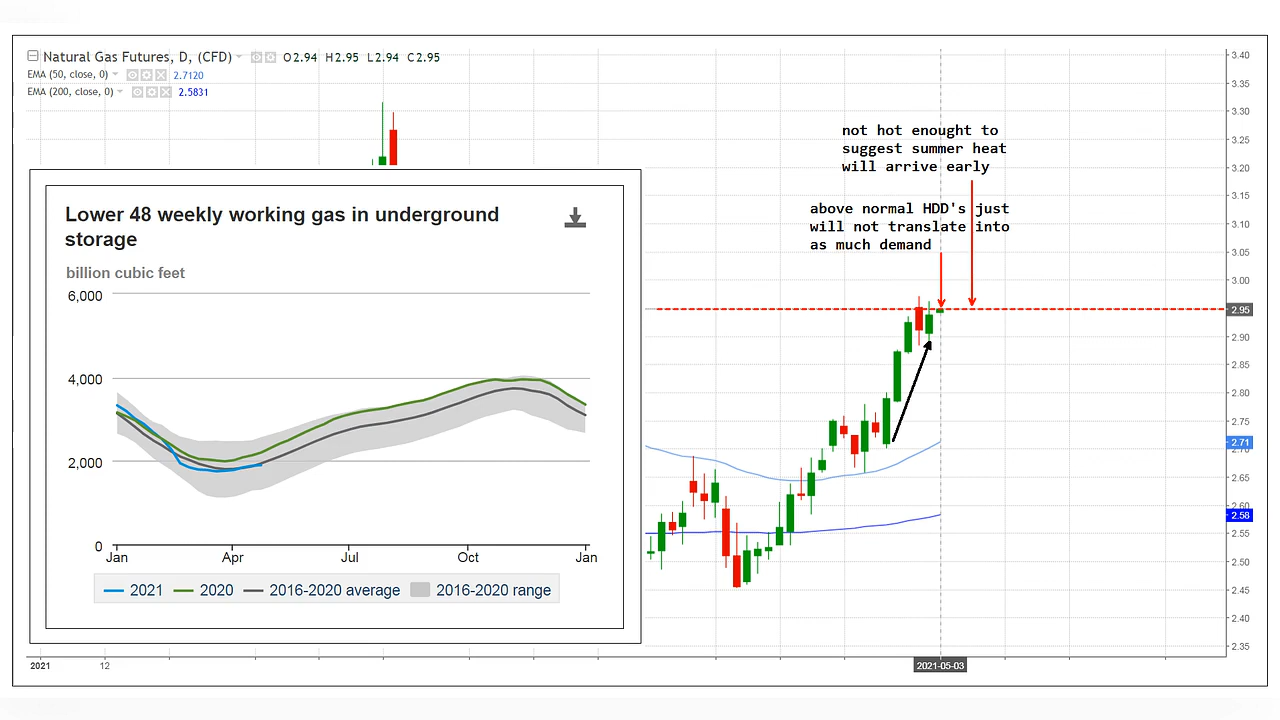 Natural Gas Futures, D, (CFD) O2.94 H2.95 L2.94 C2.95
EMA (50, close, 0) 2.7120
EMA (200, close, 0) 2.5831
not hot enought to
suggest summer heat
will arrive early
above normal HDD's just
will not translate into
as much demand
Lower 48 weekly working gas in underground
storage
billion cubic feet
6,000
4,000
2,000
0
Jan Apr Jul Oct Jan
2021 2020 2016-2020 average 2016-2020 range
3.40
3.35
3.30
3.25
3.20
3.15
3.10
3.05
3.00
2.95
2.90
2.85
2.80
2.75
2.71
2.70
2.65
2.60
2.58
2.55
2.50
2.45
2.40
2.35
2021 12 2021-05-03